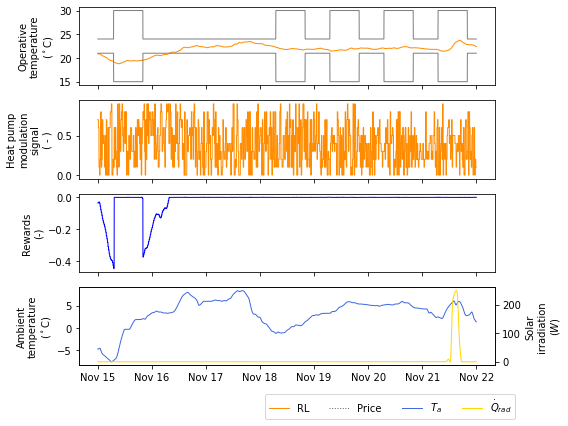 Operative
temperature
(°C)
30
25
20
15
Heat pump
modulation
signal
( - )
0.5
0.0
Rewards
(-)
0.0
−0.2
−0.4
Ambient
temperature
(°C)
5
0
−5
200
100
0
Solar
irradiation
(W)
Nov 15 Nov 16 Nov 17 Nov 18 Nov 19 Nov 20 Nov 21 Nov 22
RL Price T_a Q̇_rad